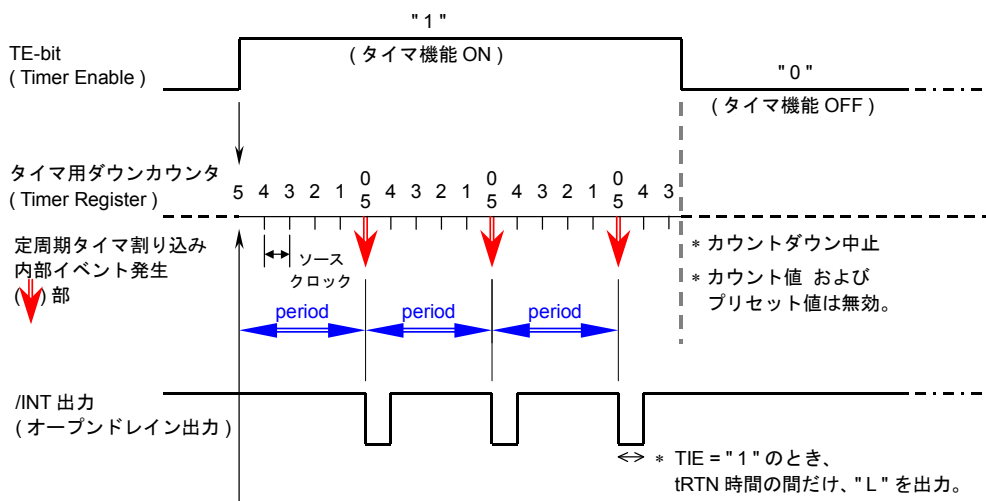 " 1 "
TE-bit
( Timer Enable )
( タイマ機能 ON )
" 0 "
( タイマ機能 OFF )
タイマ用ダウンカウンタ
( Timer Register )
5 4 3 2 1 0 5 4 3 2 1 0 5 4 3 2 1 0 5 4 3
定周期タイマ割り込み
内部イベント発生
( ) 部
ソース
クロック
* カウントダウン中止
* カウント値 および
プリセット値は無効。
period period period
/INT 出力
( オープンドレイン出力 )
* TIE = " 1 " のとき、
tRTN 時間の間だけ、" L " を出力。